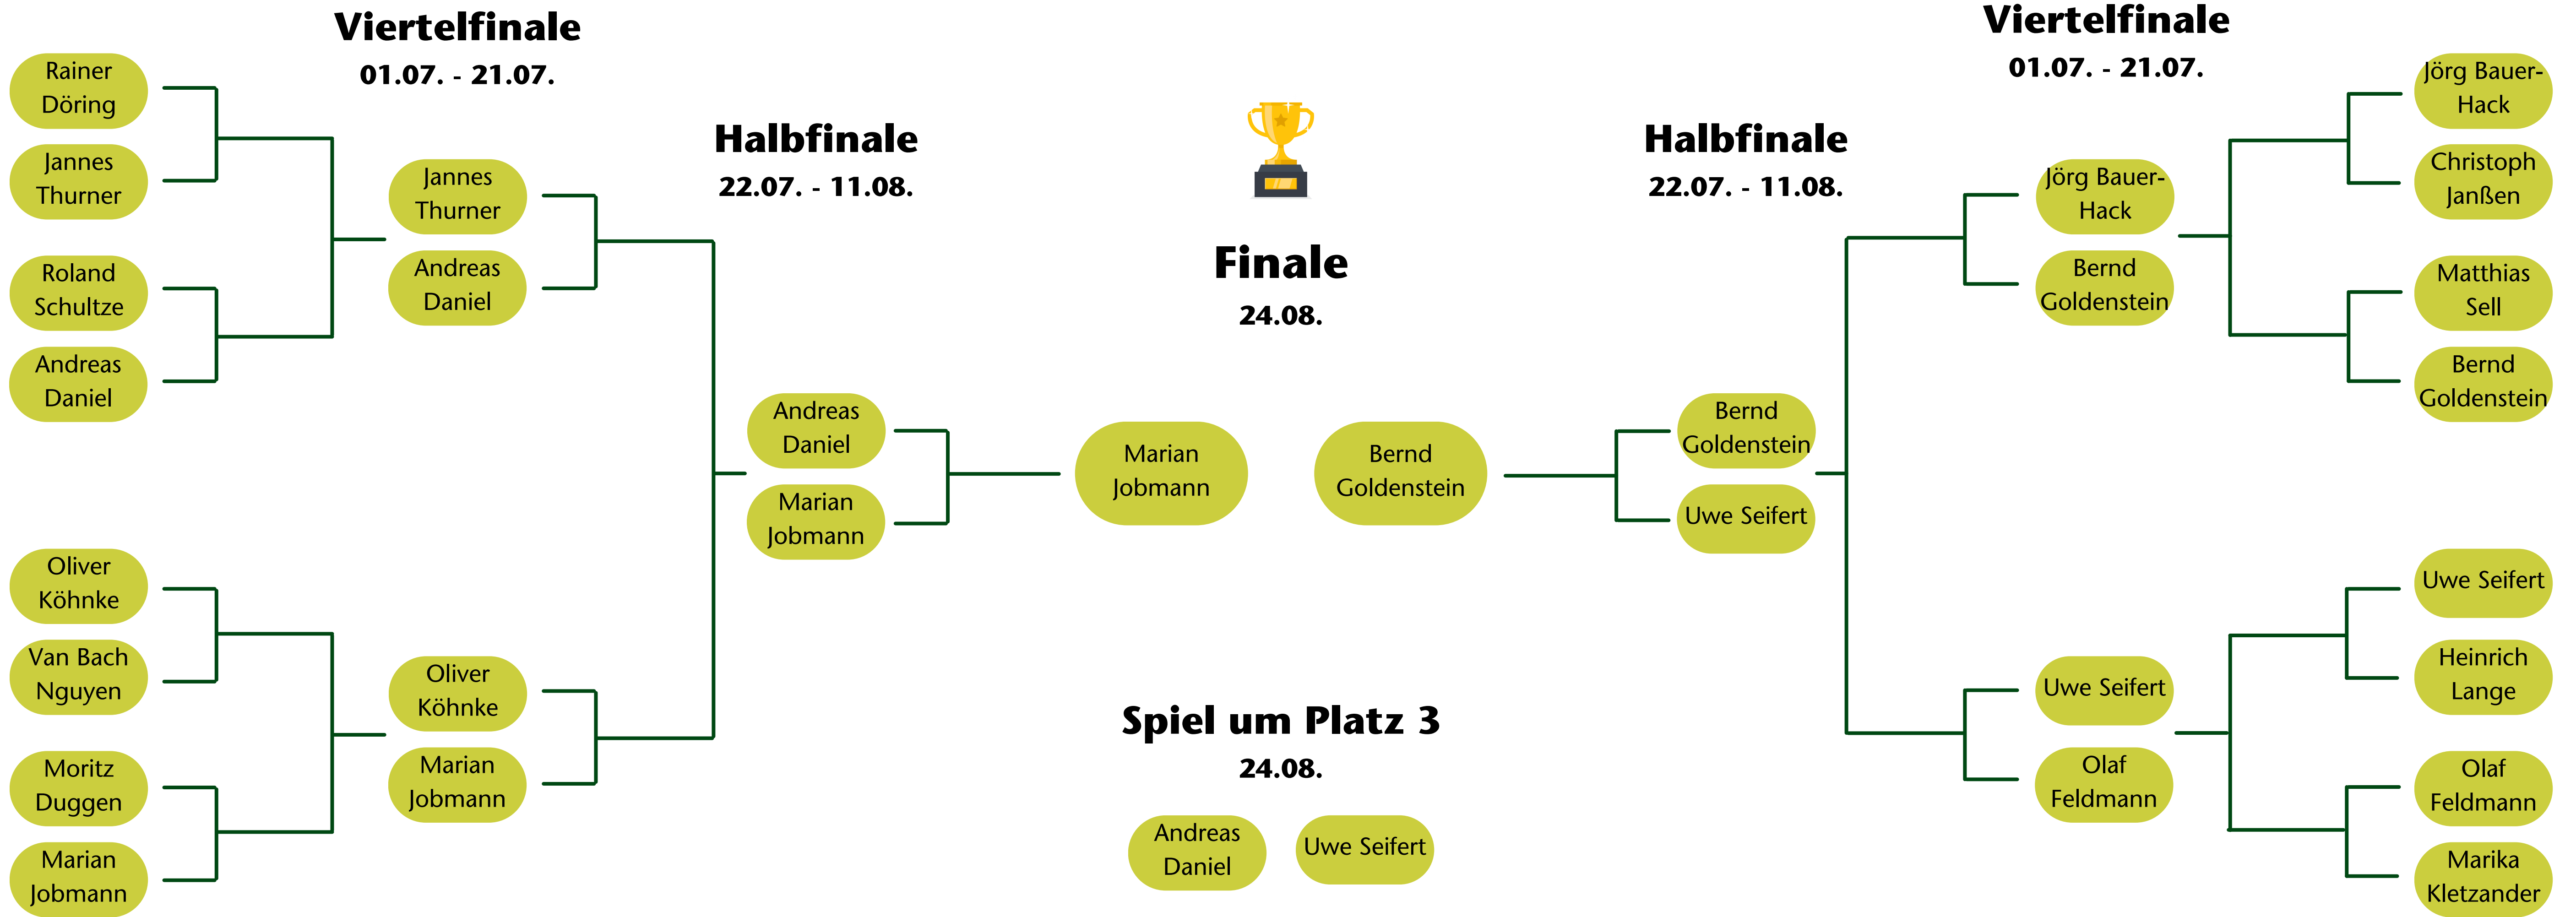 Viertelfinale
01.07. - 21.07.
Rainer
Döring
Jannes
Thurner
Roland
Schultze
Andreas
Daniel
Oliver
Köhnke
Van Bach
Nguyen
Moritz
Duggen
Marian
Jobmann
Jannes
Thurner
Andreas
Daniel
Oliver
Köhnke
Marian
Jobmann
Halbfinale
22.07. - 11.08.
Andreas
Daniel
Marian
Jobmann
Finale
24.08.
Marian
Jobmann
Bernd
Goldenstein
Spiel um Platz 3
24.08.
Andreas
Daniel
Uwe Seifert
Halbfinale
22.07. - 11.08.
Bernd
Goldenstein
Uwe Seifert
Viertelfinale
01.07. - 21.07.
Jörg Bauer-
Hack
Bernd
Goldenstein
Uwe Seifert
Olaf
Feldmann
Jörg Bauer-
Hack
Christoph
Janßen
Matthias
Sell
Bernd
Goldenstein
Uwe Seifert
Heinrich
Lange
Olaf
Feldmann
Marika
Kletzander